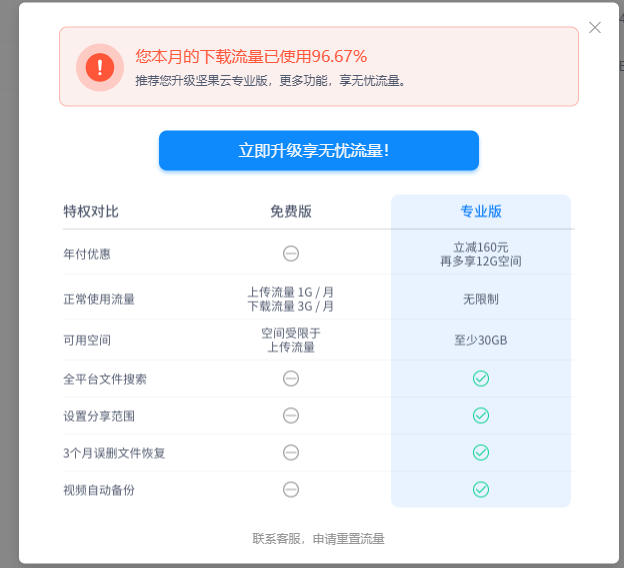 您本月的下载流量已使用96.67%
推荐您升级坚果云专业版，更多功能，享无忧流量。
立即升级享无忧流量！
特权对比 免费版 专业版
年付优惠 立减160元
再多享12G空间
正常使用流量 上传流量 1G / 月 无限制
下载流量 3G / 月
可用空间 空间受限于 至少30GB
上传流量
全平台文件搜索
设置分享范围
3个月误删文件恢复
视频自动备份
联系客服，申请重置流量